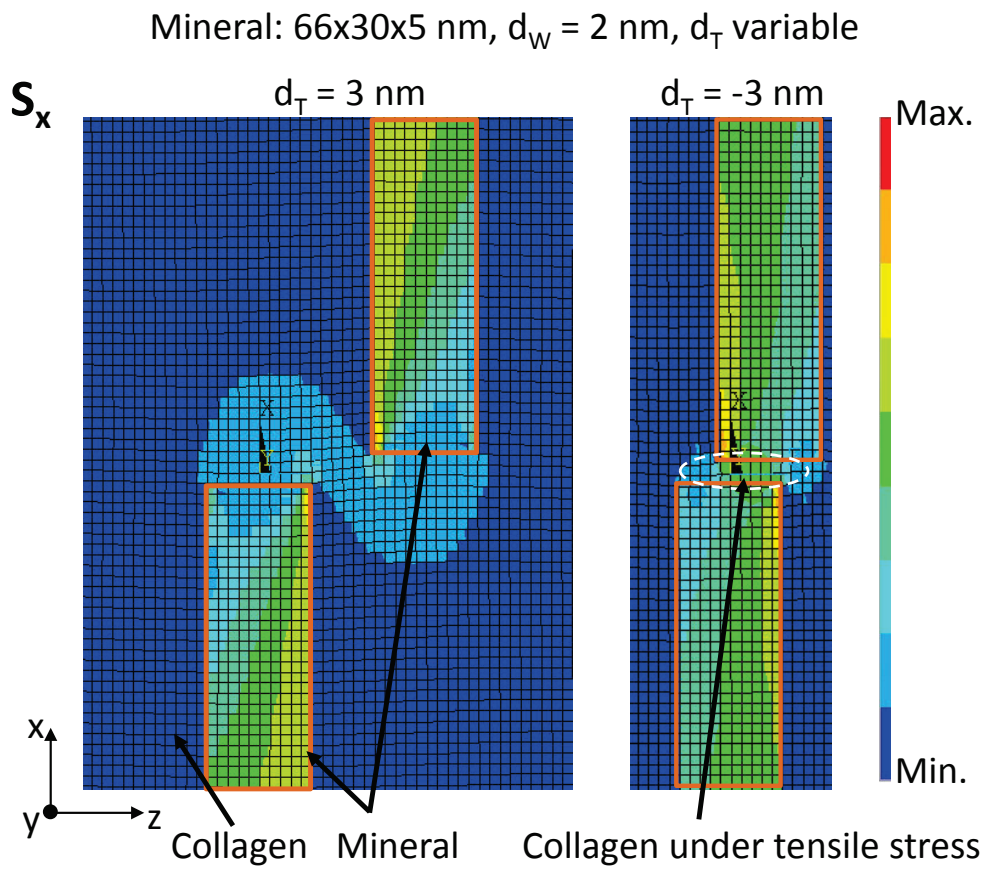 Mineral: 66x30x5 nm, d_W = 2 nm, d_T variable
S_x
d_T = 3 nm
d_T = -3 nm
Max.
X
Y
X
Min.
x
y
z
Collagen
Mineral
Collagen under tensile stress